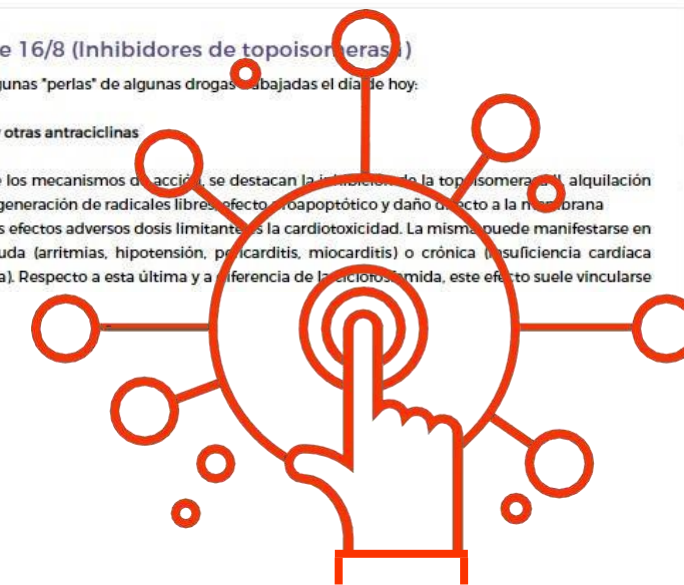 e 16/8 (Inhibidores de topoisomerasa )
gunas "perlas" de algunas drogas abajadas el día de hoy:
otras antraciclinas
los mecanismos de acción, se destacan la inhibición de la topoisomerasa II, alquilación
generación de radicales libres, efecto proapoptótico y daño directo a la membrana
s efectos adversos dosis limitante s la cardiotoxicidad. La misma puede manifestarse en
uda (arritmias, hipotensión, pericarditis, miocarditis) o crónica (insuficiencia cardíaca
a). Respecto a esta última y a diferencia de la ciclofosfamida, este efecto suele vincularse